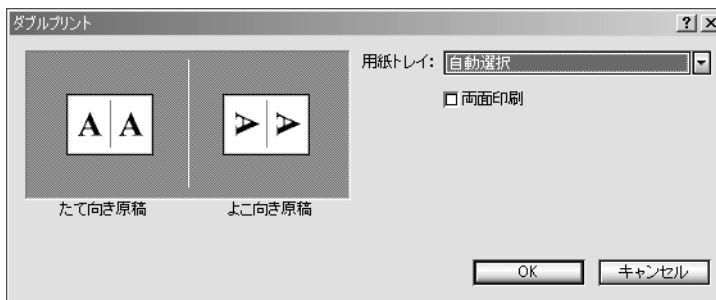 ダブルプリント
用紙トレイ: 自動選択
両面印刷
A A
A A
たて向き原稿 よこ向き原稿
OK キャンセル